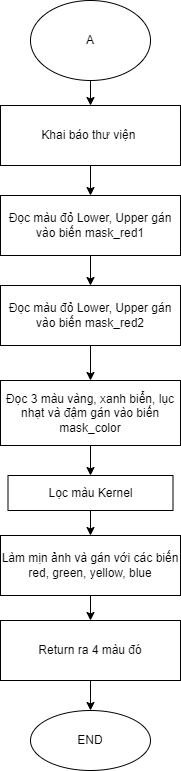 A
Khai báo thư viện
Đọc màu đỏ Lower, Upper gán
vào biến mask_red1
Đọc màu đỏ Lower, Upper gán
vào biến mask_red2
Đọc 3 màu vàng, xanh biển, lục
nhạt và đậm gán vào biến
mask_color
Lọc màu Kernel
Làm mịn ảnh và gán với các biến
red, green, yellow, blue
Return ra 4 màu đó
END